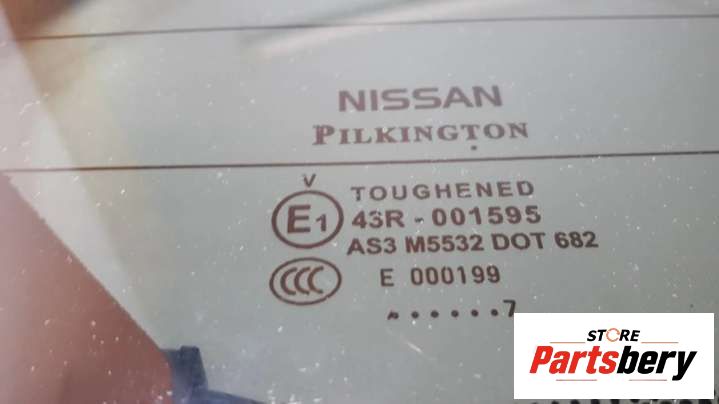 NISSAN
PILKINGTON
V
TOUGHENED
E1 43R - 001595
AS3 M5532 DOT 682
CCC E 000199
.......7
STORE
Partsbery